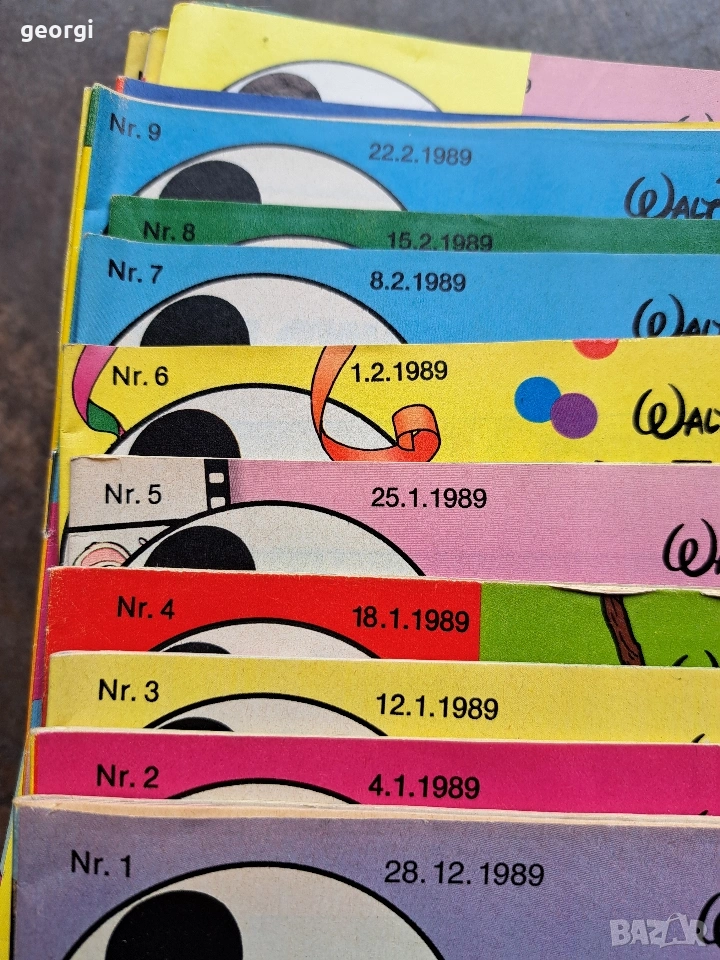 georgi
Nr. 9 22.2.1989
WALT
Nr. 8 15.2.1989
Nr. 7 8.2.1989
Nr. 6 1.2.1989
Nr. 5 25.1.1989
Nr. 4 18.1.1989
Nr. 3 12.1.1989
Nr. 2 4.1.1989
Nr. 1 28.12.1989
BAZAR